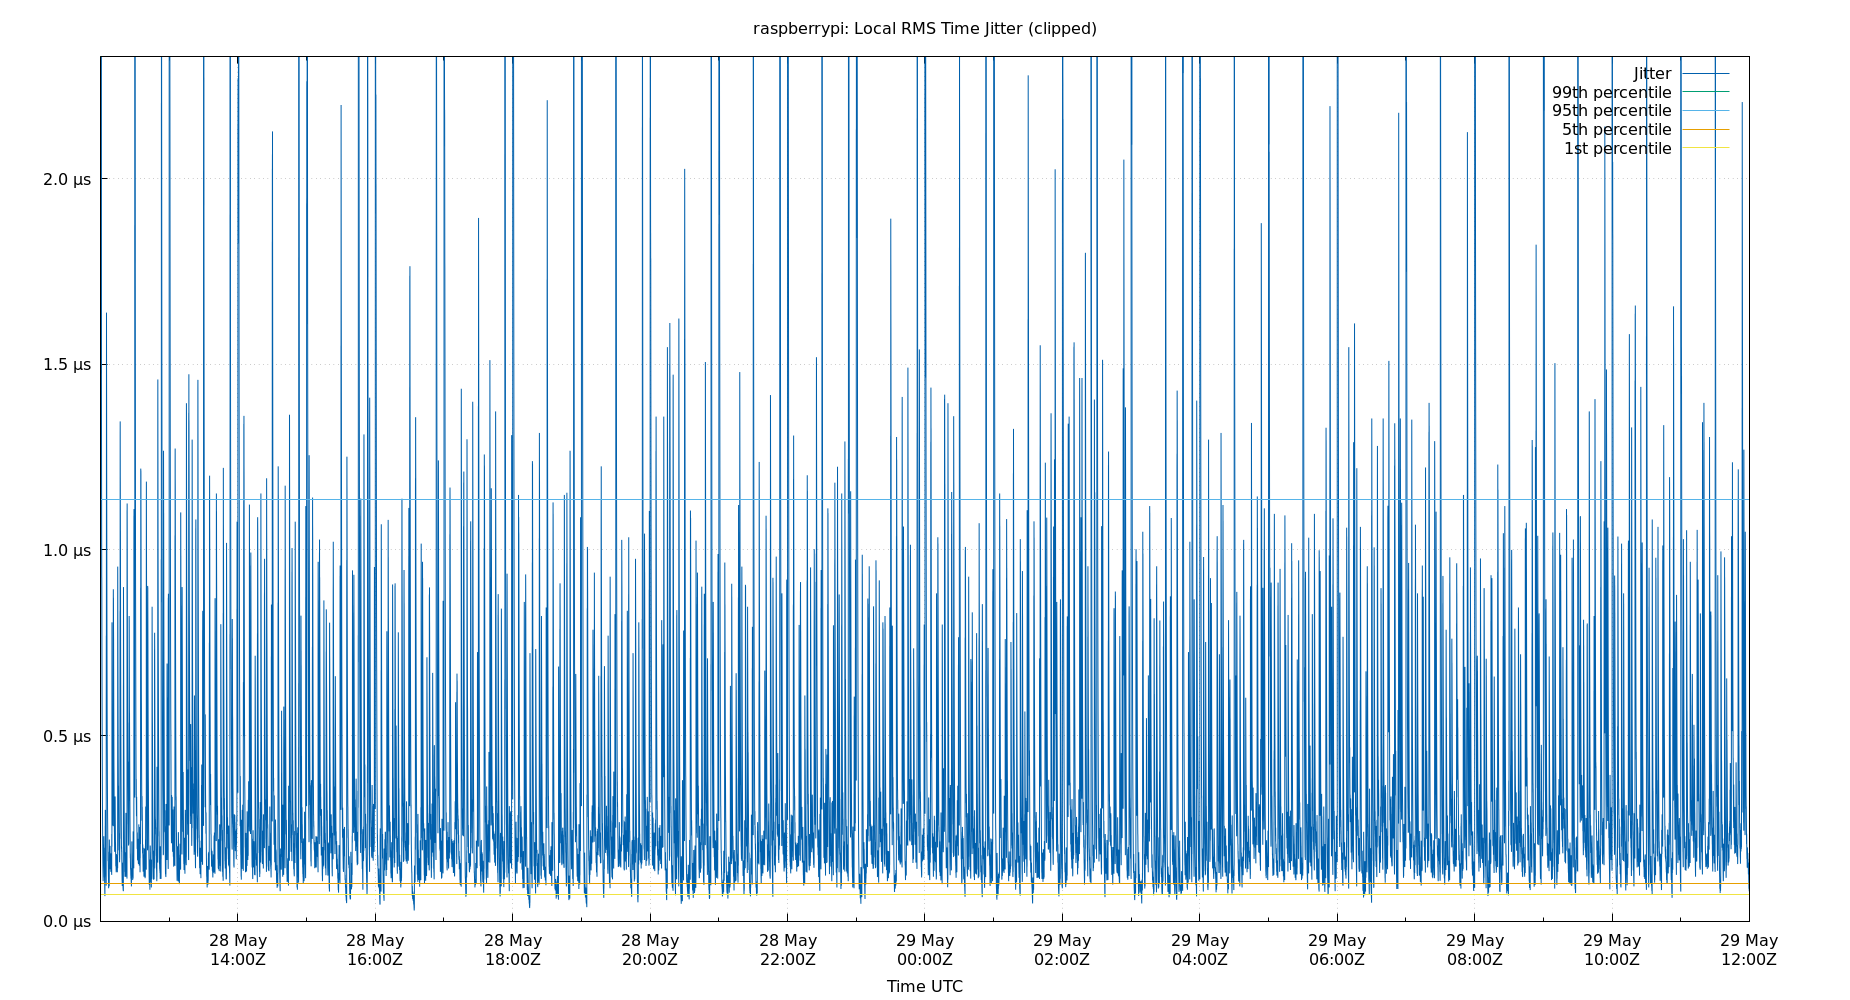 raspberrypi: Local RMS Time Jitter (clipped)
Jitter
99th percentile
95th percentile
5th percentile
1st percentile
2.0 µs
1.5 µs
1.0 µs
0.5 µs
0.0 µs
28 May 28 May 28 May 28 May 28 May 29 May 29 May 29 May 29 May 29 May 29 May 29 May
14:00Z 16:00Z 18:00Z 20:00Z 22:00Z 00:00Z 02:00Z 04:00Z 06:00Z 08:00Z 10:00Z 12:00Z
Time UTC